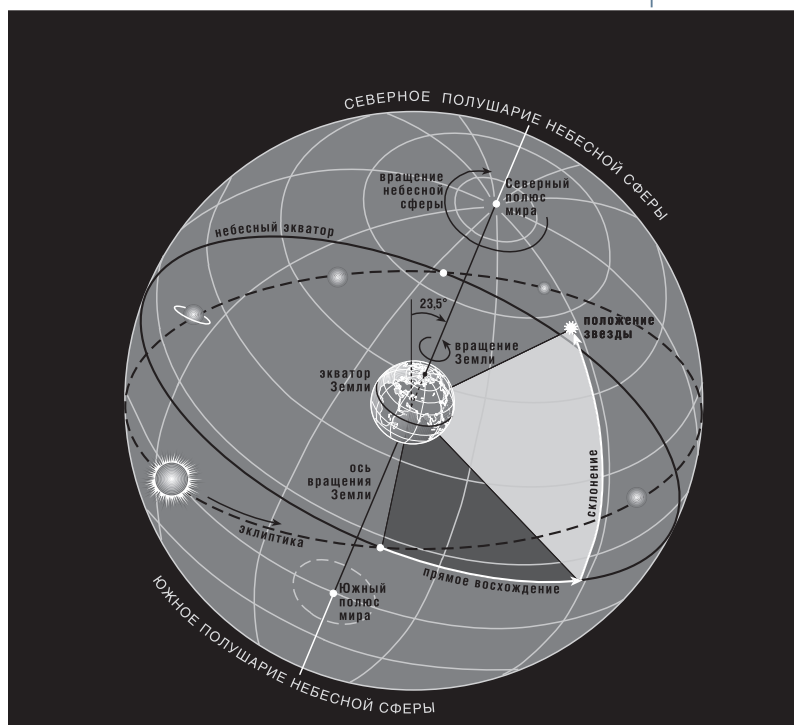 СЕВЕРНОЕ ПОЛУШАРИЕ НЕБЕСНОЙ СФЕРЫ
вращение
небесной
сферы
Северный
полюс
мира
небесный экватор
23,5°
положение
звезды
вращение
Земли
экватор
Земли
ось
вращения
Земли
склонение
эклиптика
прямое восхождение
Южный
полюс
мира
ЮЖНОЕ ПОЛУШАРИЕ НЕБЕСНОЙ СФЕРЫ